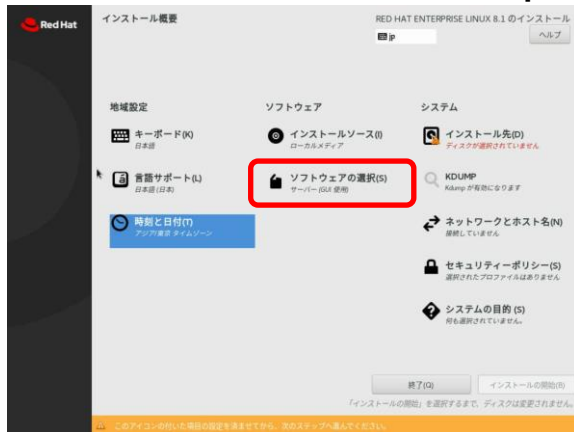 Red Hat
インストール概要
RED HAT ENTERPRISE LINUX 8.1 のインストール
jp
ヘルプ
地域設定
キーボード(K)
日本語
言語サポート(L)
日本語 (日本)
時刻と日付(T)
アジア/東京 タイムゾーン
ソフトウェア
インストールソース(I)
ローカルメディア
ソフトウェアの選択(S)
サーバー (GUI 使用)
システム
インストール先(D)
ディスクが選択されていません
KDUMP
Kdump が有効になります
ネットワークとホスト名(N)
接続していません
セキュリティーポリシー(S)
選択されたプロファイルはありません
システムの目的 (S)
何も選択されていません。
終了(Q)
インストールの開始(B)
「インストールの開始」を選択するまで、ディスクは変更されません。
このアイコンの付いた項目の設定を済ませてから、次のステップへ進んでください。